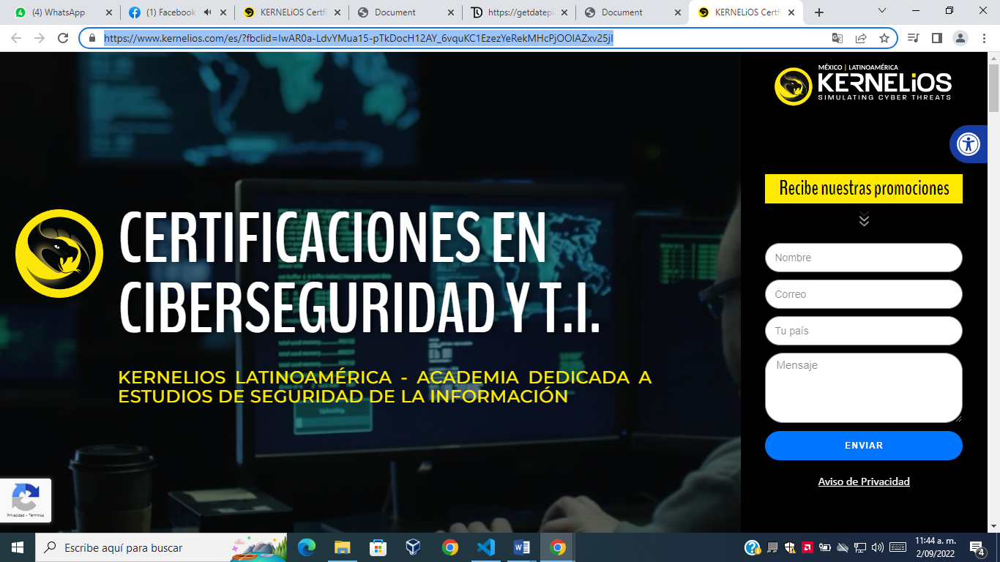 (4) WhatsApp
(1) Facebook
KERNELiOS Certfi
Document
https://getdatepi
Document
KERNELiOS Certfi
https://www.kernelios.com/es/?fbclid=IwAR0a-LdvYMua15-pTkDocH12AY_6vquKC1EzezYeRekMHcPjOOIAZxv25jI
MÉXICO | LATINOAMÉRICA
KERNELiOS
SIMULATING CYBER THREATS
Recibe nuestras promociones
CERTIFICACIONES EN
CIBERSEGURIDAD Y T.I.
KERNELIOS LATINOAMÉRICA - ACADEMIA DEDICADA A
ESTUDIOS DE SEGURIDAD DE LA INFORMACIÓN
Nombre
Correo
Tu país
Mensaje
ENVIAR
Aviso de Privacidad
Privacidad - Términos
Escribe aquí para buscar
11:44 a. m.
2/09/2022
4